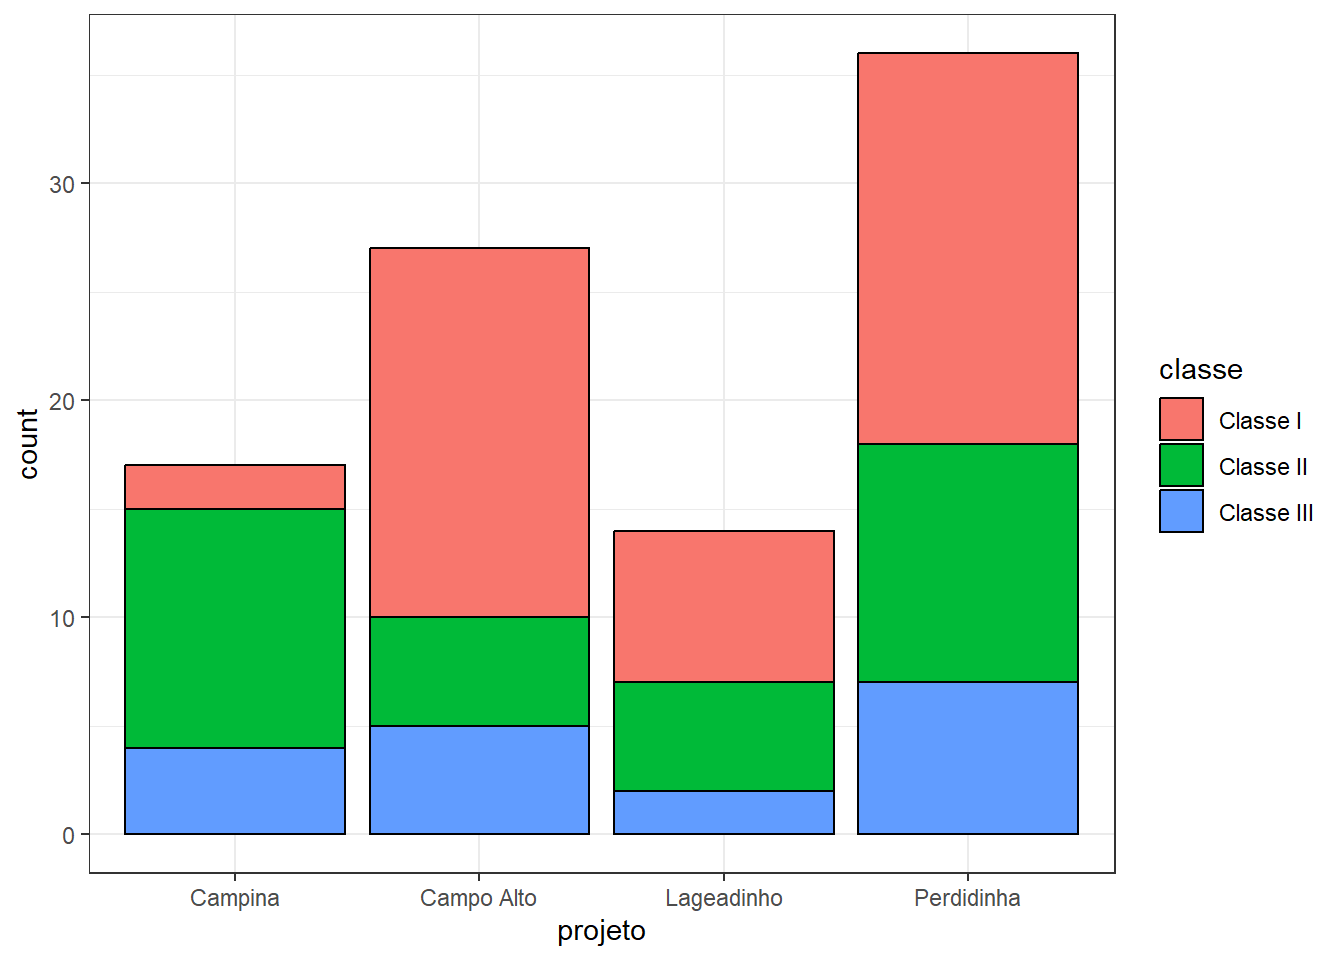 count
30
20
10
0
Campina
Campo Alto
Lageadinho
Perdidinha
projeto
classe
Classe I
Classe II
Classe III